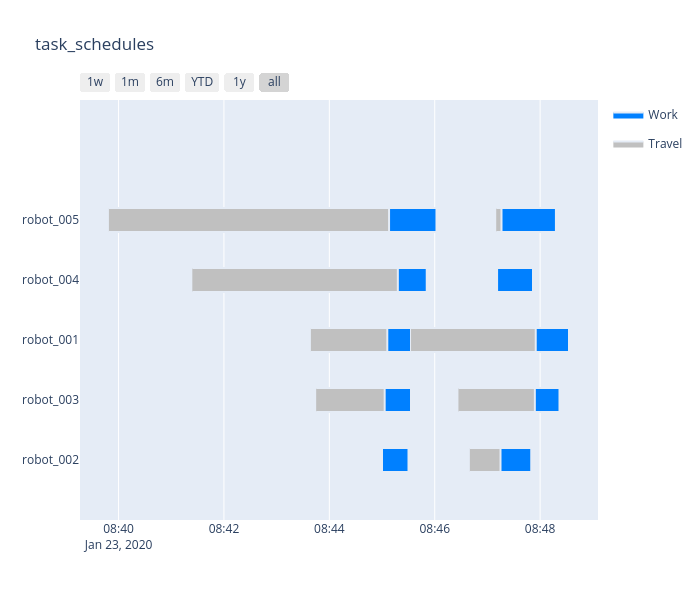 task_schedules
1w 1m 6m YTD 1y all
Work
Travel
robot_005
robot_004
robot_001
robot_003
robot_002
08:40 08:42 08:44 08:46 08:48
Jan 23, 2020